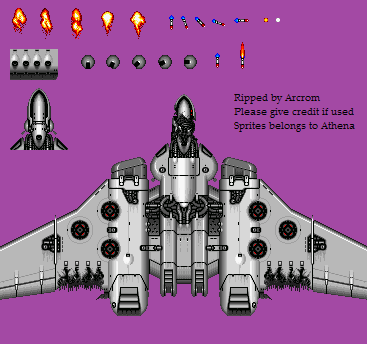 Ripped by Arcrom
Please give credit if used
Sprites belongs to Athena